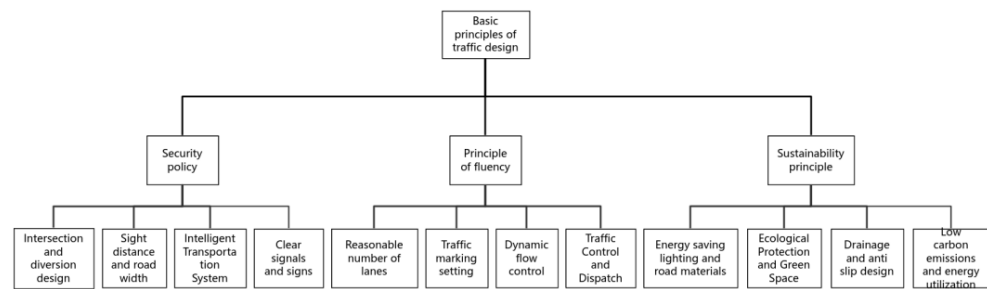 Basic
principles of
traffic design
Security
policy
Principle
of fluency
Sustainability
principle
Intersection
and
diversion
design
Sight
distance
and road
width
Intelligent
Transporta
tion
System
Clear
signals
and signs
Reasonable
number of
lanes
Traffic
marking
setting
Dynamic
flow
control
Traffic
Control
and
Dispatch
Energy saving
lighting and
road materials
Ecological
Protection
and Green
Space
Drainage
and anti
slip design
Low
carbon
emissions
and energy
utilization